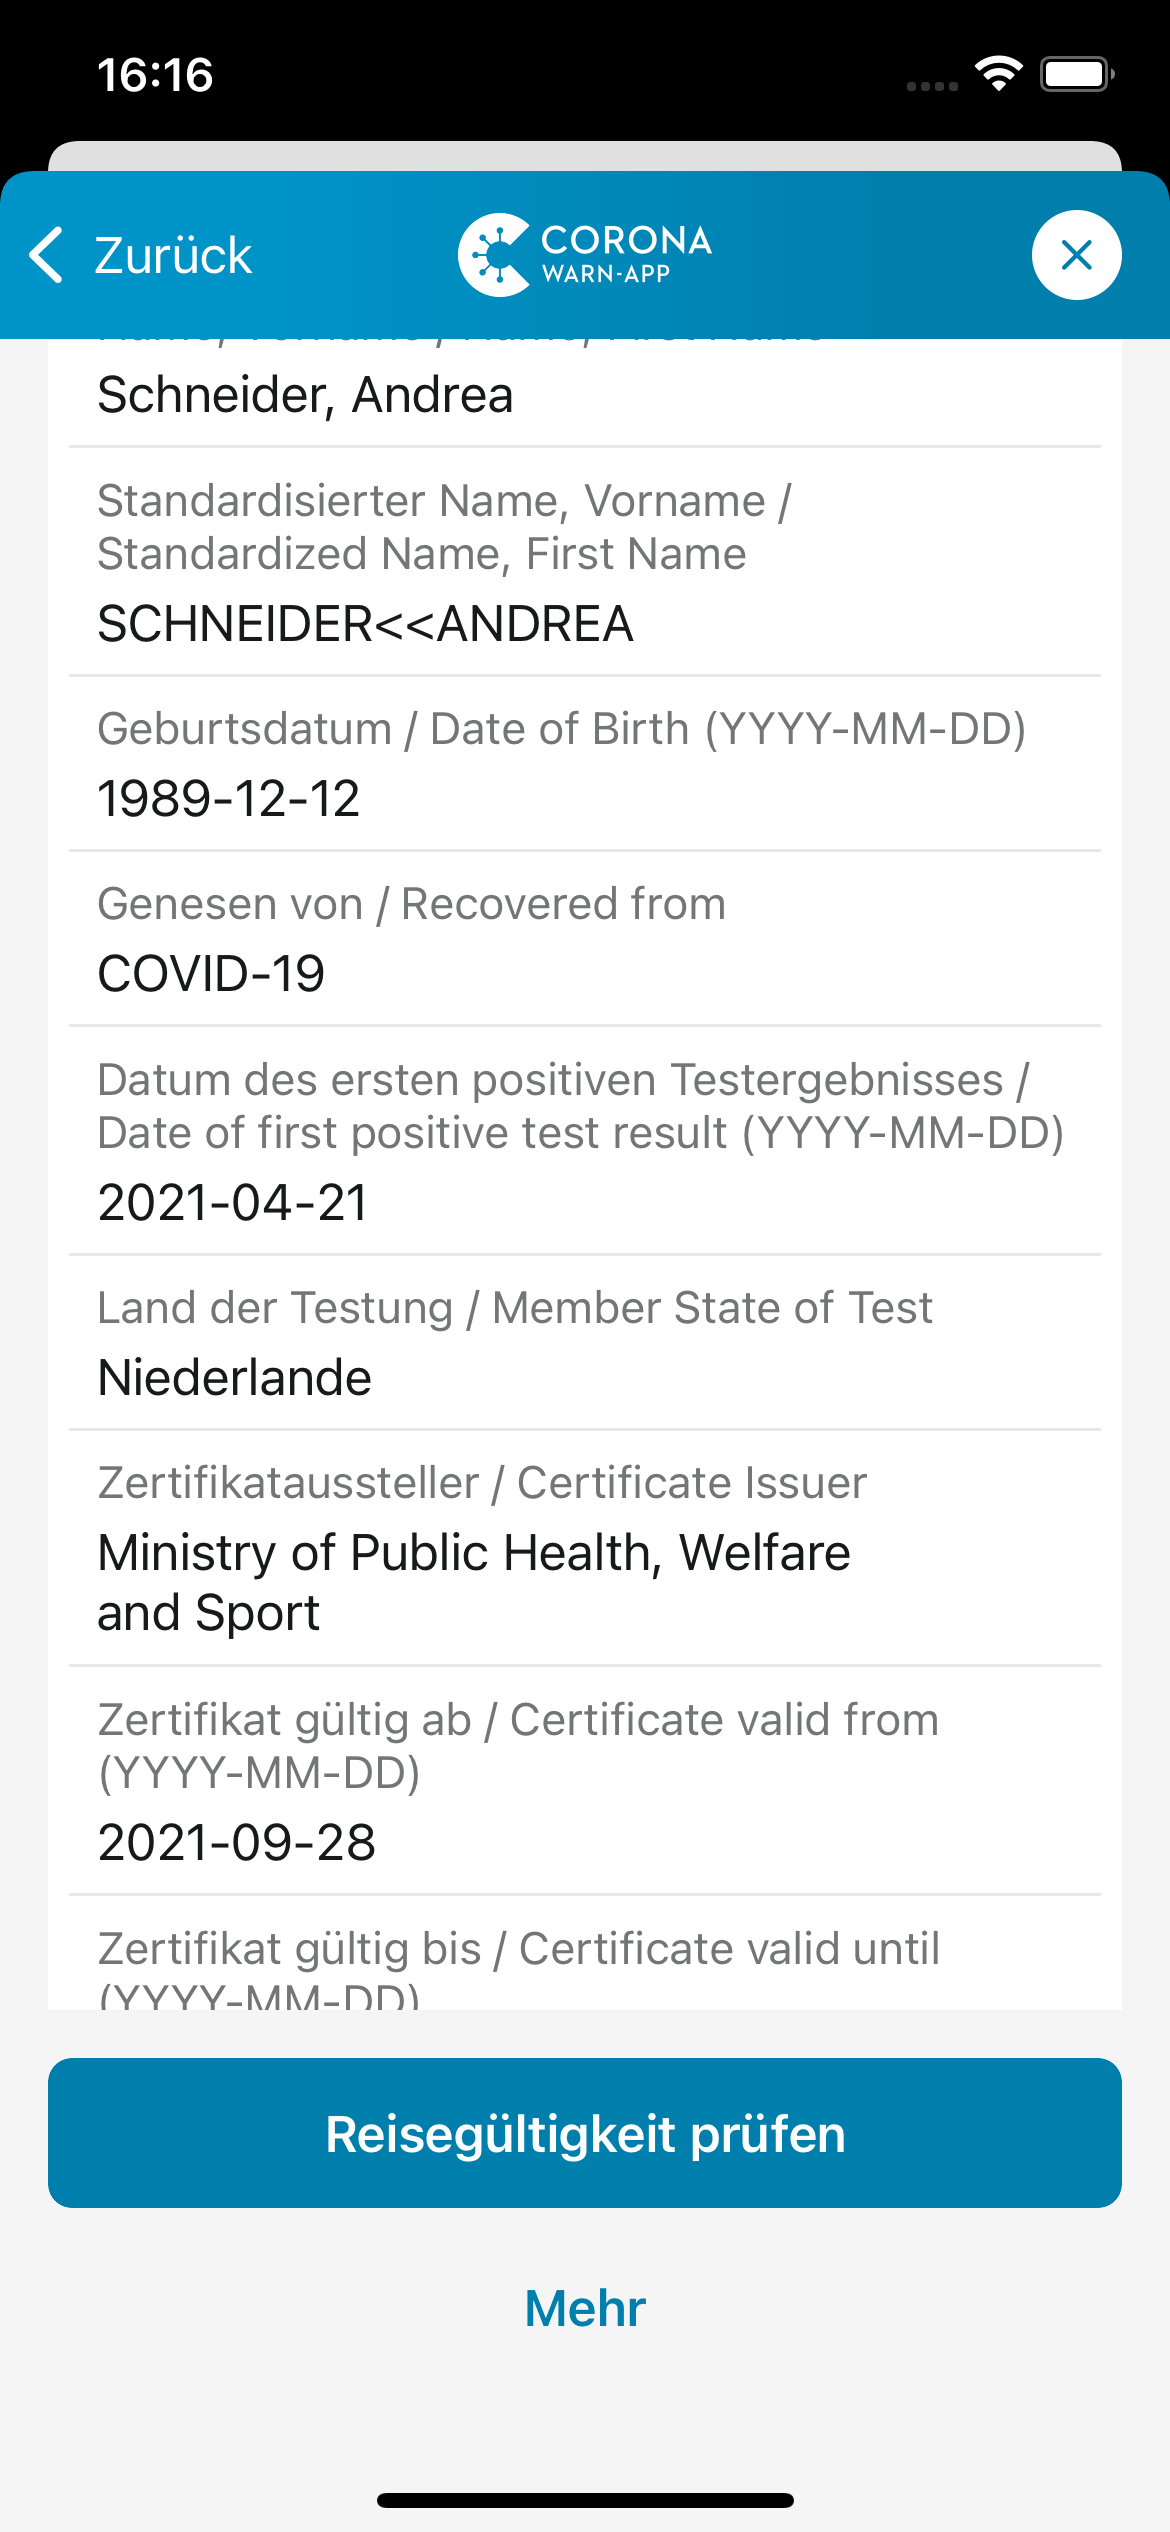 16:16
Zurück
CORONA
WARN-APP
Schneider, Andrea
Standardisierter Name, Vorname /
Standardized Name, First Name
SCHNEIDER<<ANDREA
Geburtsdatum / Date of Birth (YYYY-MM-DD)
1989-12-12
Genesen von / Recovered from
COVID-19
Datum des ersten positiven Testergebnisses /
Date of first positive test result (YYYY-MM-DD)
2021-04-21
Land der Testung / Member State of Test
Niederlande
Zertifikataussteller / Certificate Issuer
Ministry of Public Health, Welfare
and Sport
Zertifikat gültig ab / Certificate valid from
(YYYY-MM-DD)
2021-09-28
Zertifikat gültig bis / Certificate valid until
(YYYY-MM-DD)
Reisegültigkeit prüfen
Mehr